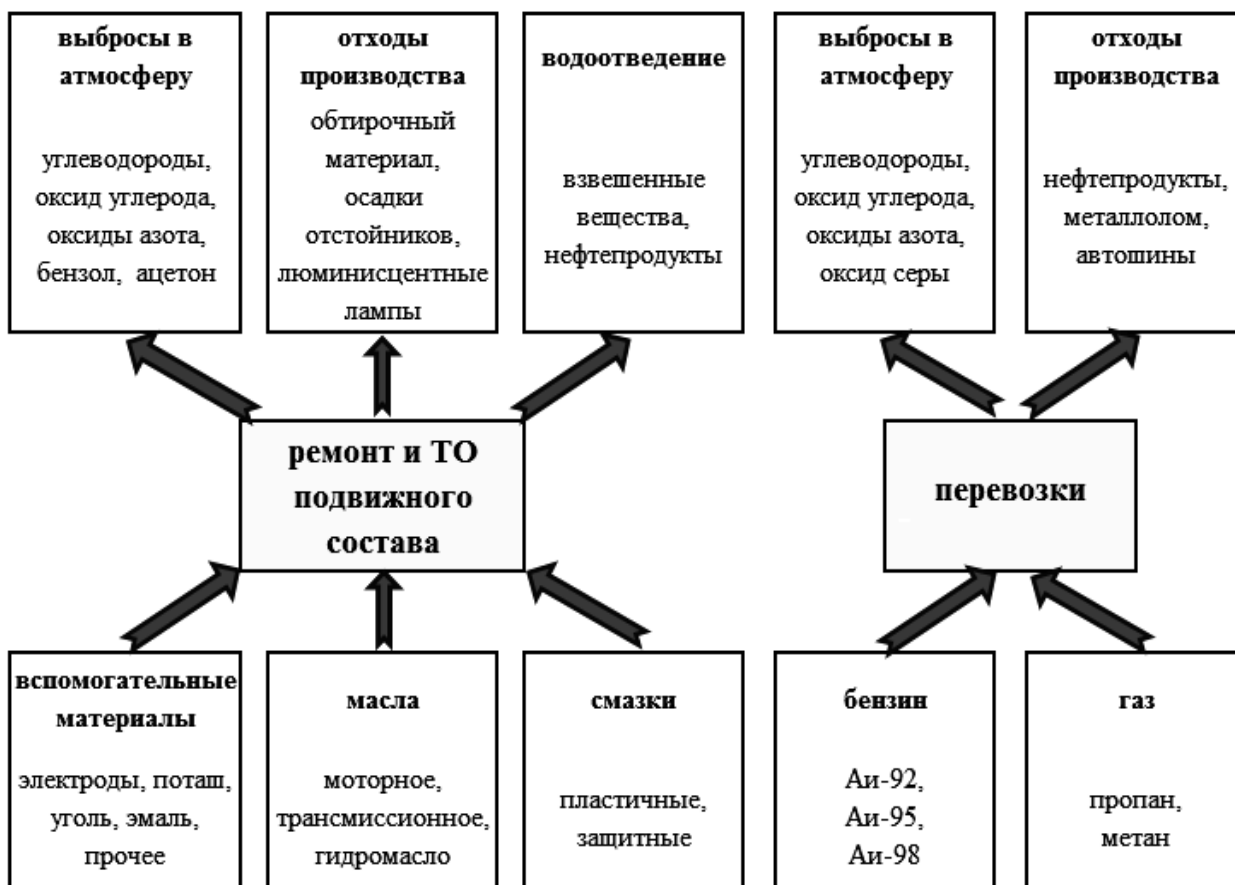 выбросы в
атмосферу
углеводороды,
оксид углерода,
оксиды азота,
бензол, ацетон
отходы
производства
обтирочный
материал,
осадки
отстойников,
люминисцентные
лампы
водоотведение
взвешенные
вещества,
нефтепродукты
выбросы в
атмосферу
углеводороды,
оксид углерода,
оксиды азота,
оксид серы
отходы
производства
нефтепродукты,
металлолом,
автошины
ремонт и ТО
подвижного
состава
перевозки
вспомогательные
материалы
электроды, поташ,
уголь, эмаль,
прочее
масла
моторное,
трансмиссионное,
гидромасло
смазки
пластичные,
защитные
бензин
Аи-92,
Аи-95,
Аи-98
газ
пропан,
метан